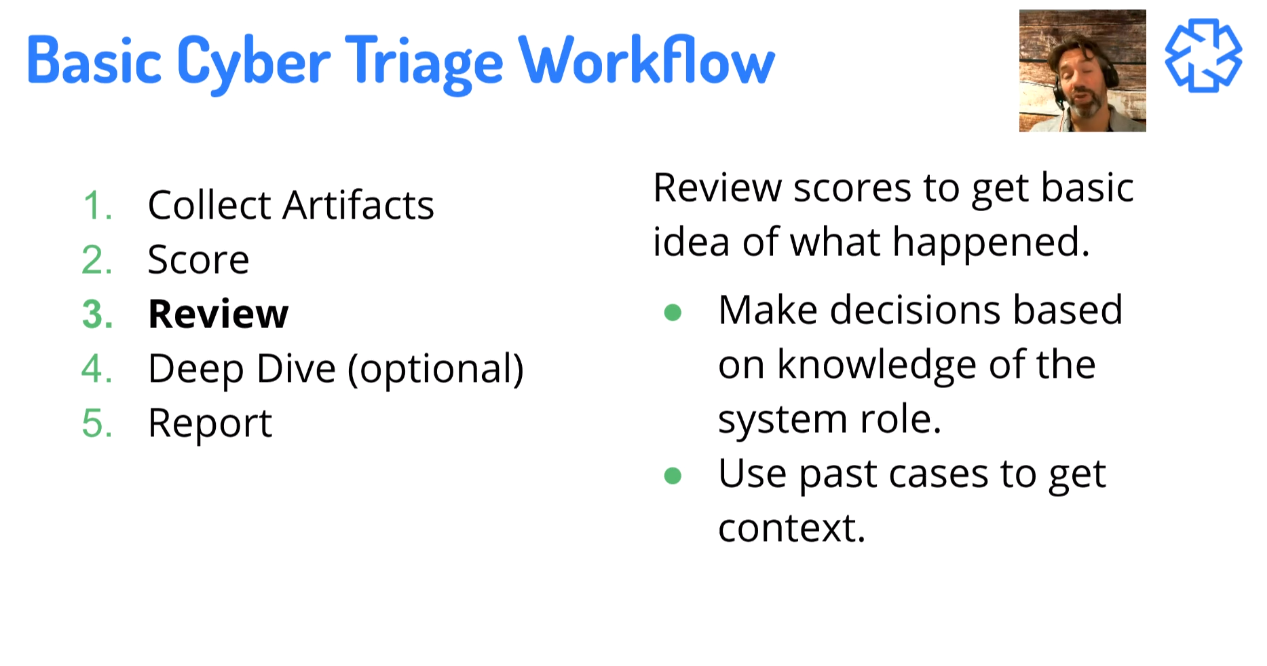 Basic Cyber Triage Workflow
1. Collect Artifacts
2. Score
3. Review
4. Deep Dive (optional)
5. Report
Review scores to get basic
idea of what happened.
● Make decisions based
on knowledge of the
system role.
● Use past cases to get
context.